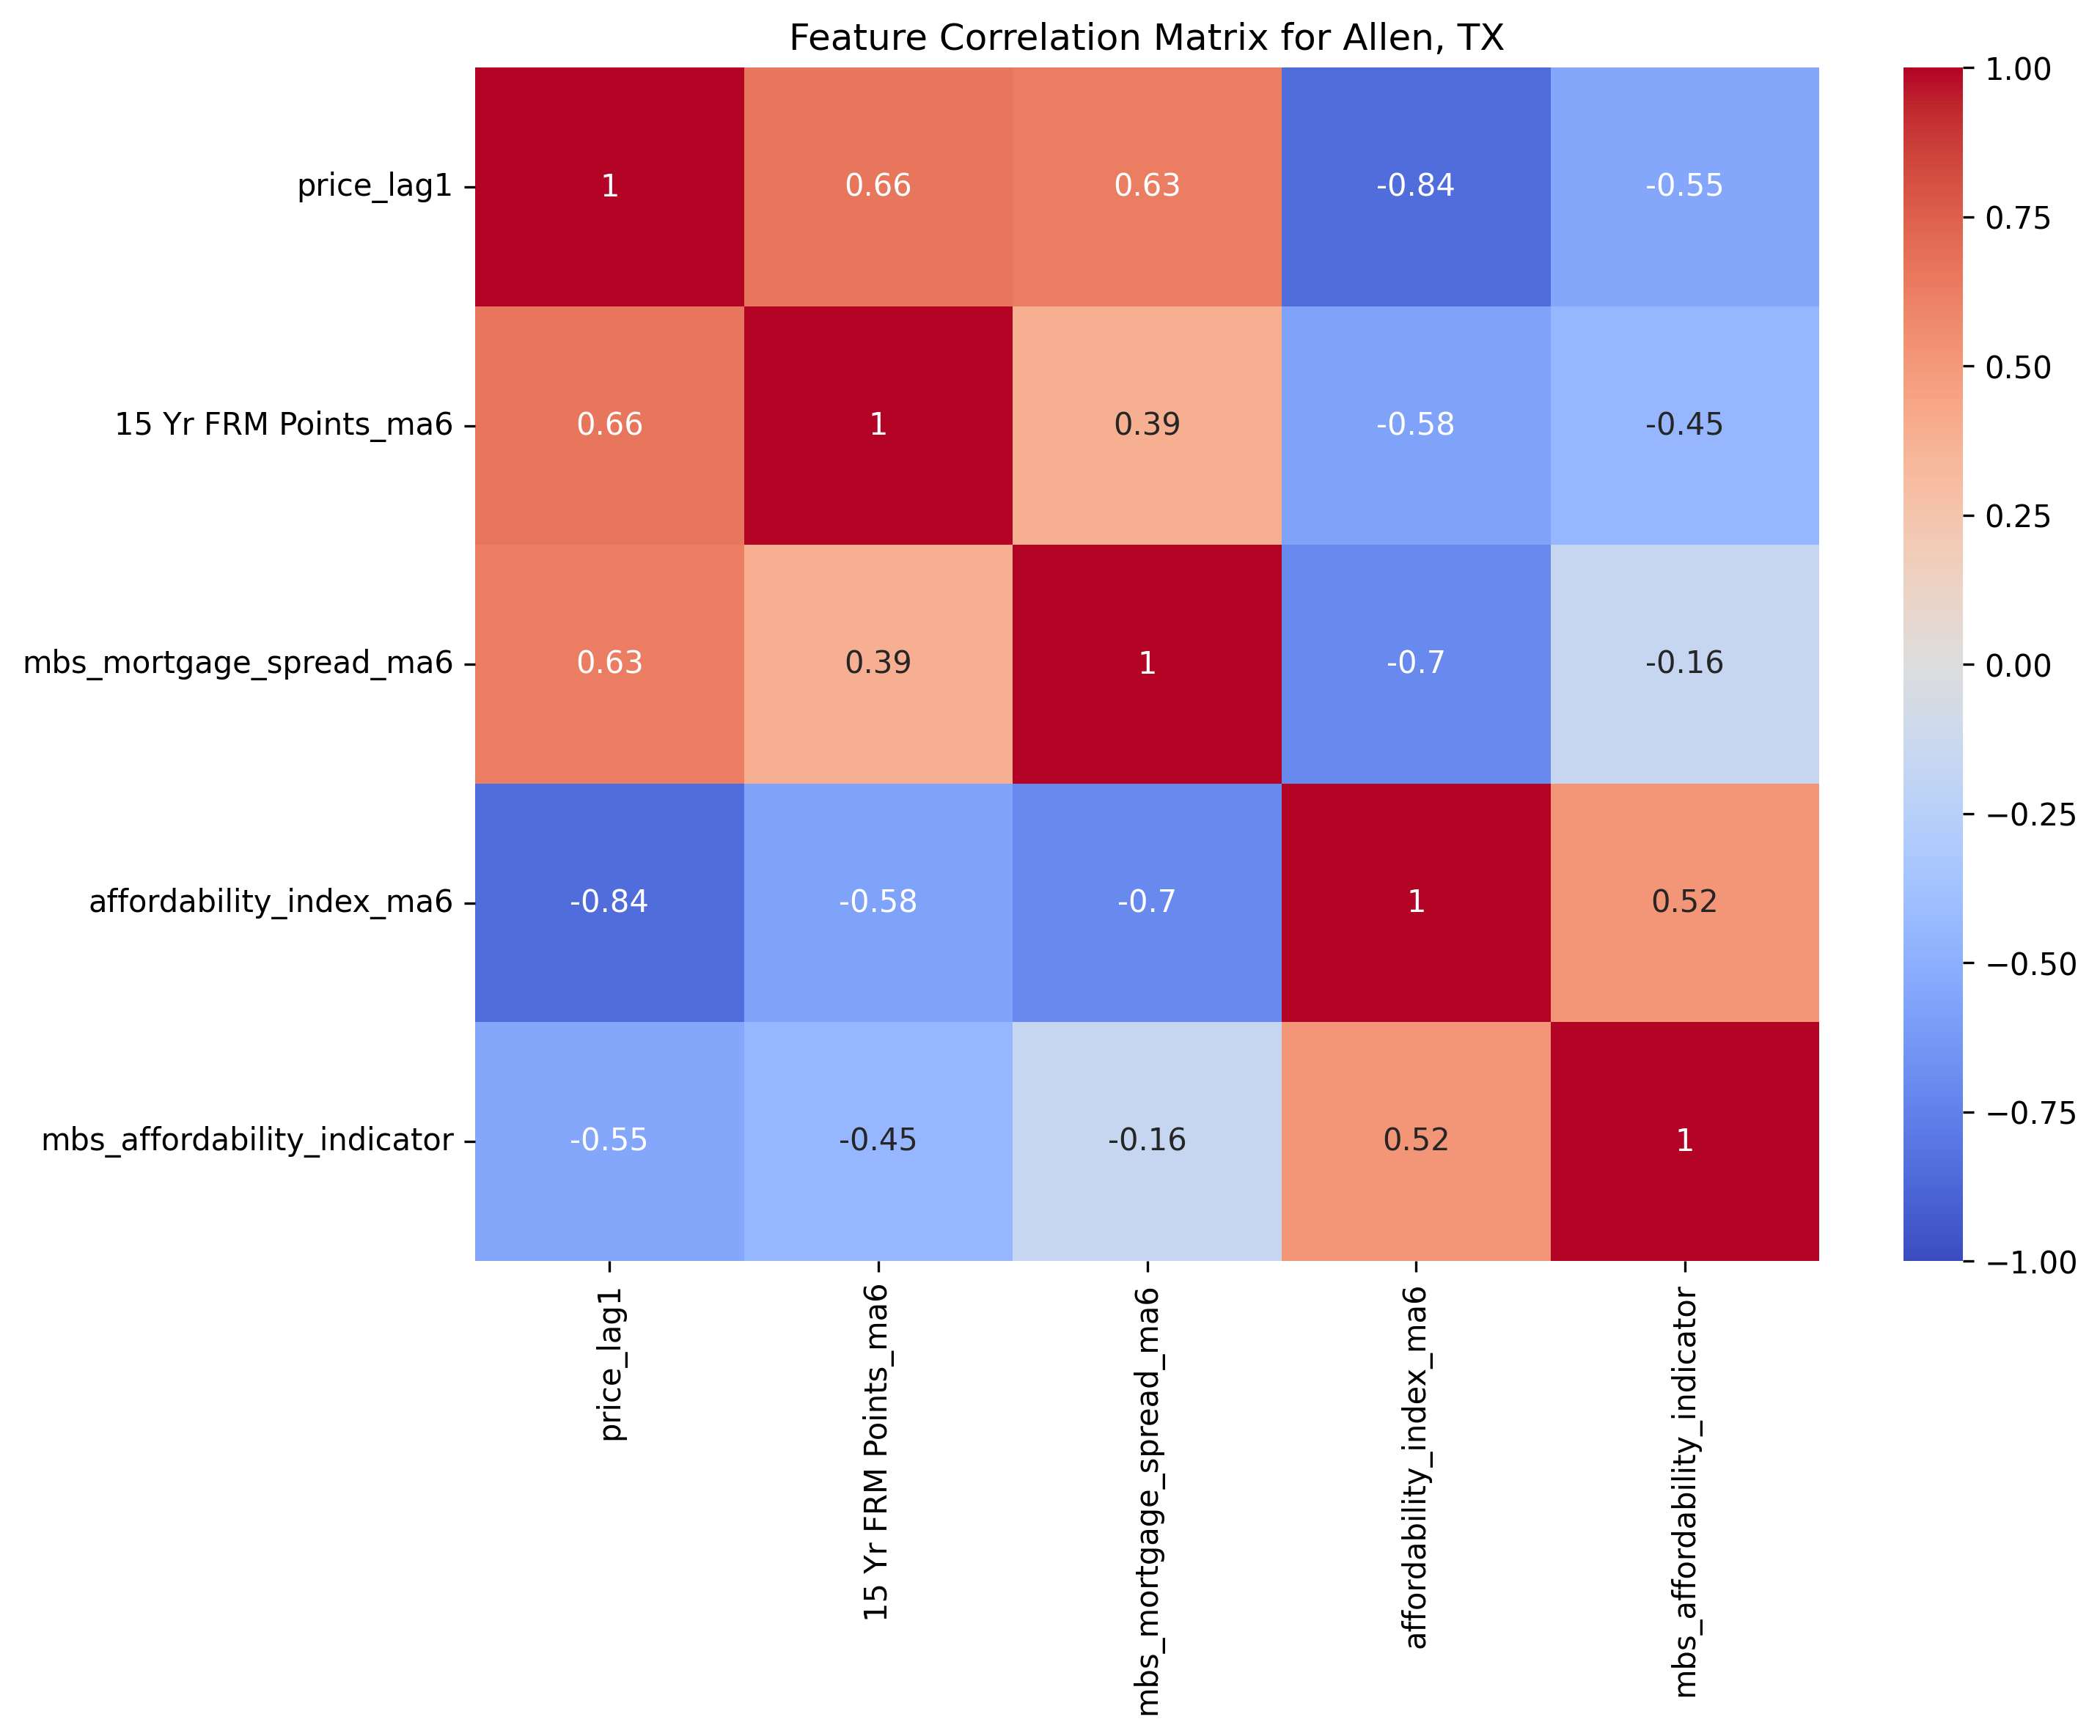 Feature Correlation Matrix for Allen, TX
price_lag1 1 0.66 0.63 -0.84 -0.55
15 Yr FRM Points_ma6 0.66 1 0.39 -0.58 -0.45
mbs_mortgage_spread_ma6 0.63 0.39 1 -0.7 -0.16
affordability_index_ma6 -0.84 -0.58 -0.7 1 0.52
mbs_affordability_indicator -0.55 -0.45 -0.16 0.52 1
price_lag1
15 Yr FRM Points_ma6
mbs_mortgage_spread_ma6
affordability_index_ma6
mbs_affordability_indicator
1.00
0.75
0.50
0.25
0.00
−0.25
−0.50
−0.75
−1.00